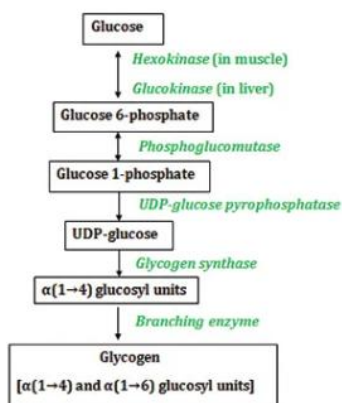 Glucose
Hexokinase (in muscle)
Glucokinase (in liver)
Glucose 6-phosphate
Phosphoglucomutase
Glucose 1-phosphate
UDP-glucose pyrophosphatase
UDP-glucose
Glycogen synthase
α(1→4) glucosyl units
Branching enzyme
Glycogen
[α(1→4) and α(1→6) glucosyl units]